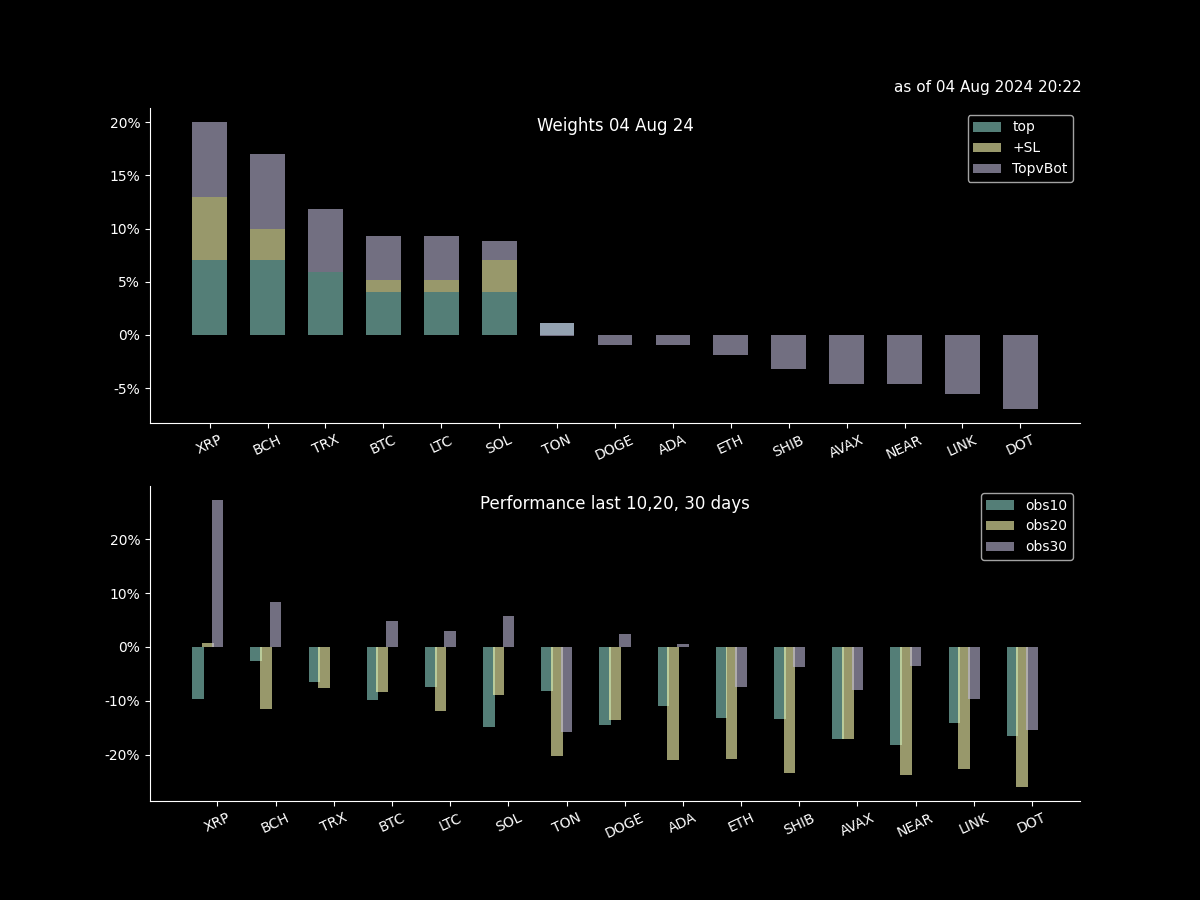 as of 04 Aug 2024 20:22
Weights 04 Aug 24
top
+SL
TopvBot
20%
15%
10%
5%
0%
-5%
XRP BCH TRX BTC LTC SOL TON DOGE ADA ETH SHIB AVAX NEAR LINK DOT
Performance last 10,20, 30 days
obs10
obs20
obs30
20%
10%
0%
-10%
-20%
XRP BCH TRX BTC LTC SOL TON DOGE ADA ETH SHIB AVAX NEAR LINK DOT